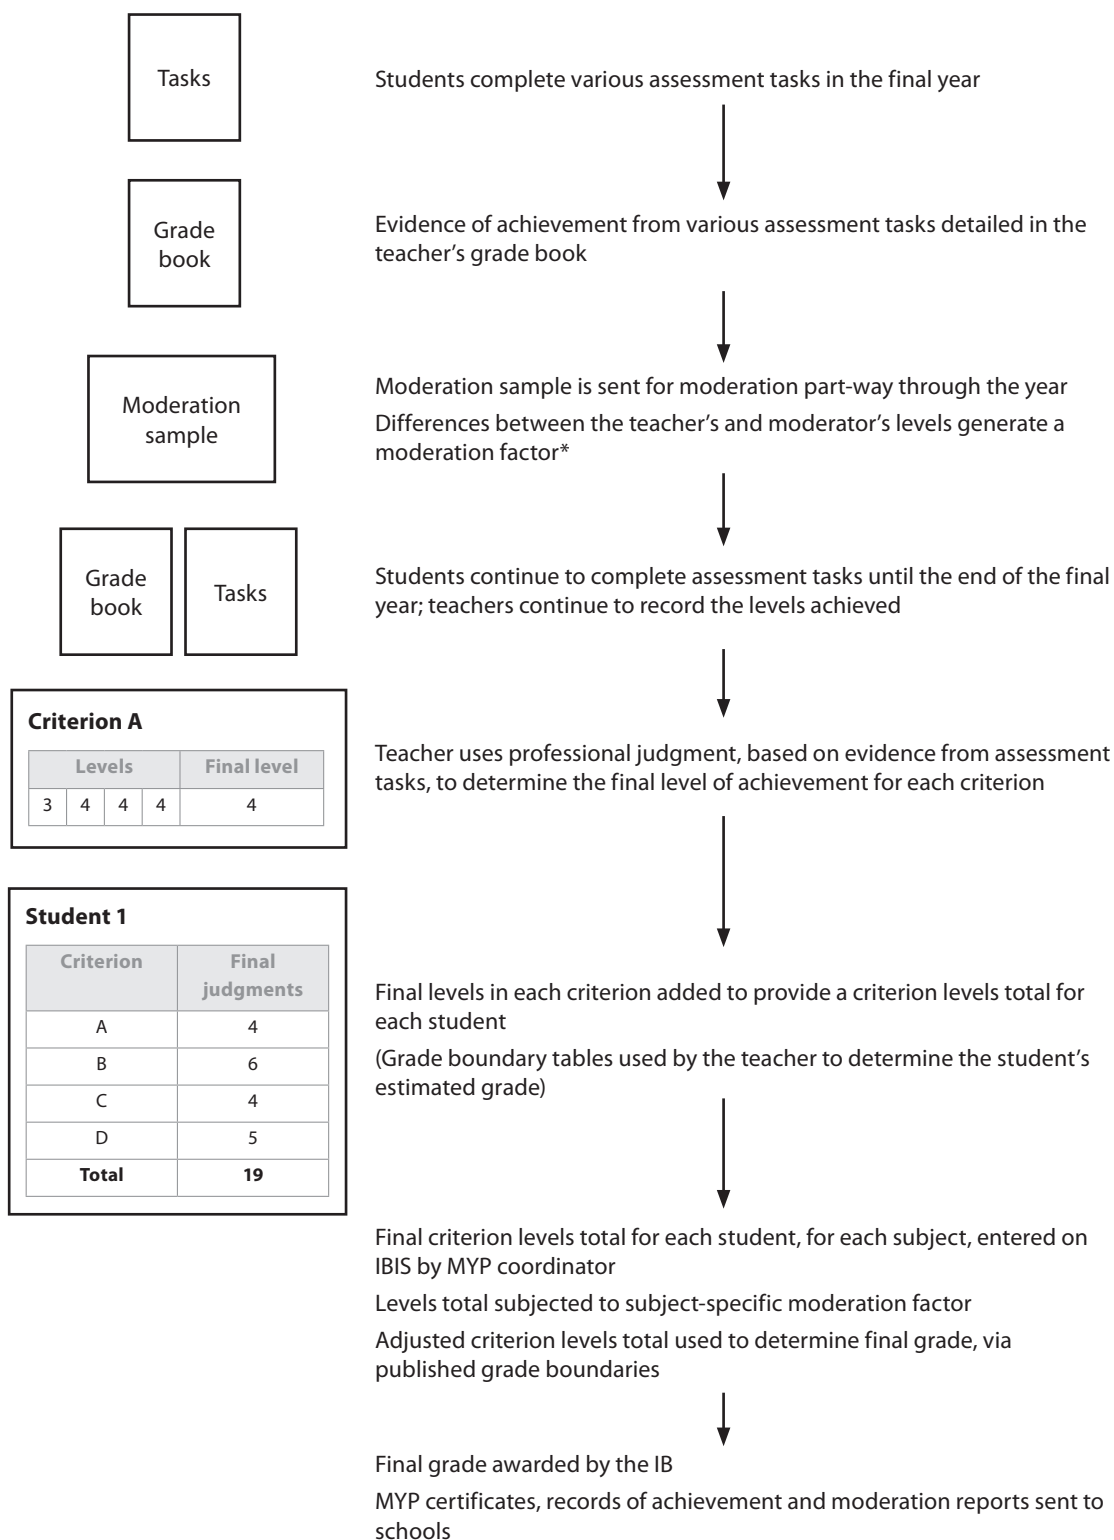 Tasks
Students complete various assessment tasks in the final year
Grade
book
Evidence of achievement from various assessment tasks detailed in the
teacher's grade book
Moderation
sample
Moderation sample is sent for moderation part-way through the year
Differences between the teacher's and moderator's levels generate a
moderation factor*
Grade
book
Tasks
Students continue to complete assessment tasks until the end of the final
year; teachers continue to record the levels achieved
Criterion A
Levels Final level
3 4 4 4 4
Teacher uses professional judgment, based on evidence from assessment
tasks, to determine the final level of achievement for each criterion
Student 1
Criterion Final
judgments
A 4
B 6
C 4
D 5
Total 19
Final levels in each criterion added to provide a criterion levels total for
each student
(Grade boundary tables used by the teacher to determine the student's
estimated grade)
Final criterion levels total for each student, for each subject, entered on
IBIS by MYP coordinator
Levels total subjected to subject-specific moderation factor
Adjusted criterion levels total used to determine final grade, via
published grade boundaries
Final grade awarded by the IB
MYP certificates, records of achievement and moderation reports sent to
schools